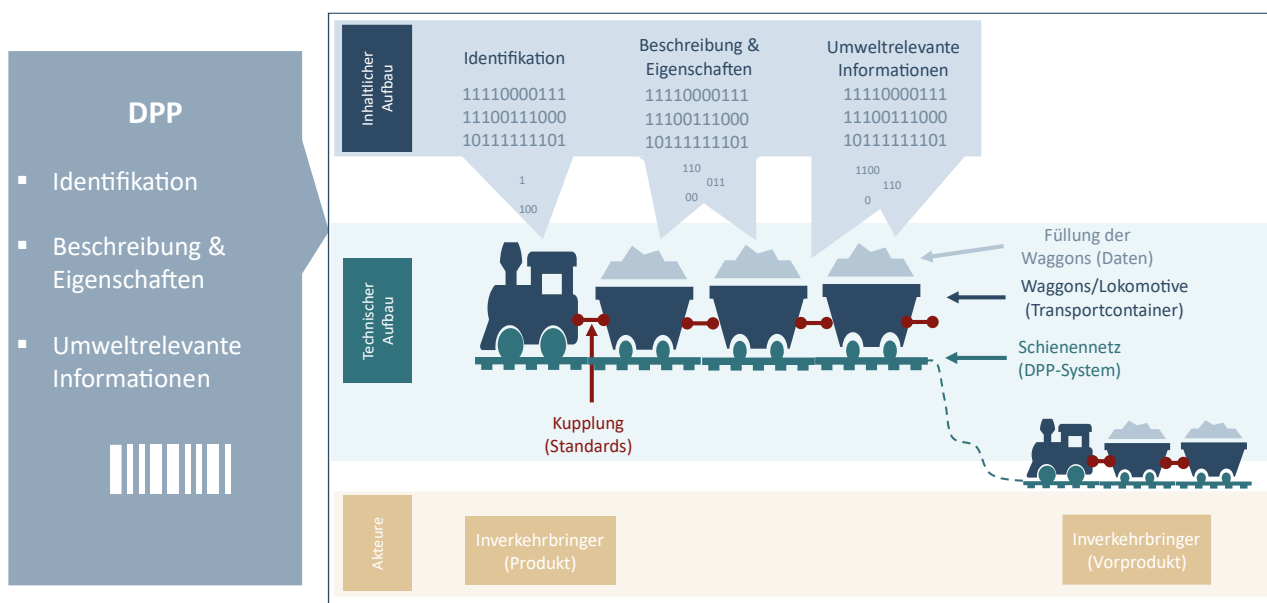 DPP
▪ Identifikation
▪ Beschreibung &
Eigenschaften
▪ Umweltrelevante
Informationen
Inhaltlicher
Aufbau
Identifikation
11110000111
11100111000
10111111101
1
100
Beschreibung &
Eigenschaften
11110000111
11100111000
10111111101
110
011
00
Umweltrelevante
Informationen
11110000111
11100111000
10111111101
1100
110
0
Technischer
Aufbau
Füllung der
Waggons (Daten)
Waggons/Lokomotive
(Transportcontainer)
Schienennetz
(DPP-System)
Kupplung
(Standards)
Akteure
Inverkehrbringer
(Produkt)
Inverkehrbringer
(Vorprodukt)